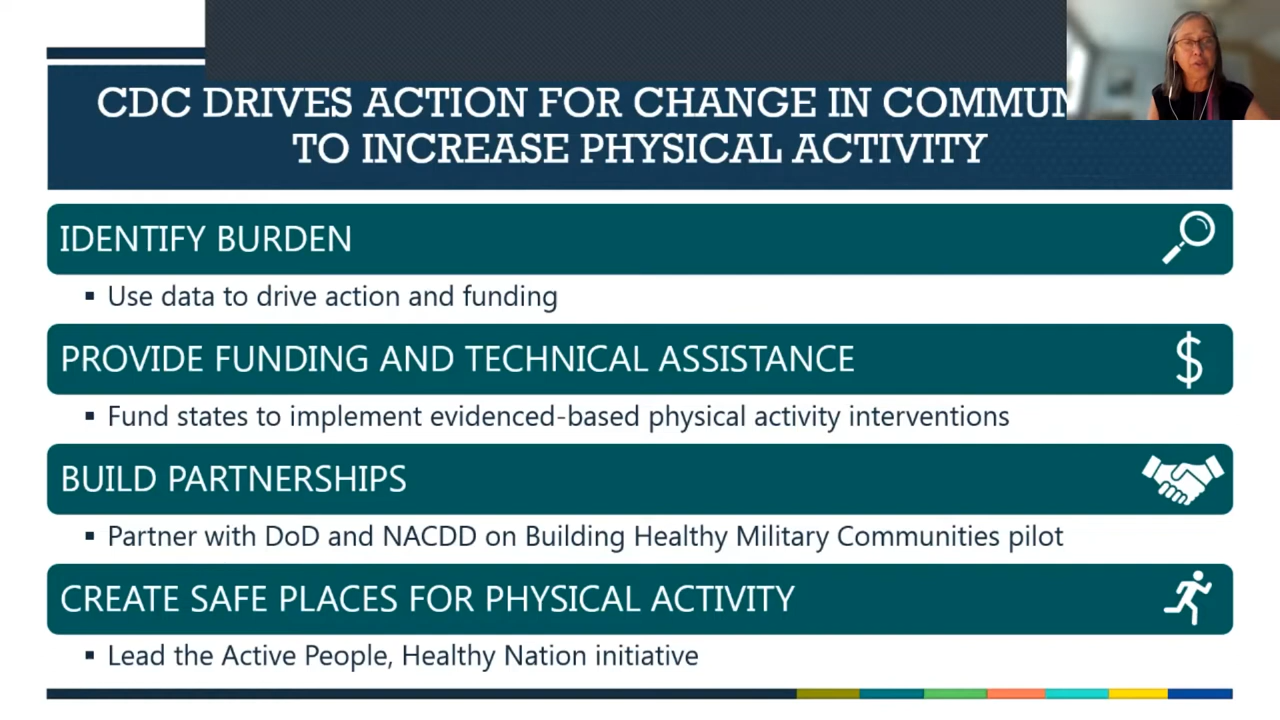 CDC DRIVES ACTION FOR CHANGE IN
TO INCREASE PHYSICAL ACTIVITY
IDENTIFY BURDEN
▪ Use data to drive action and funding
PROVIDE FUNDING AND TECHNICAL ASSISTANCE
$
▪ Fund states to implement evidenced-based physical activity interventions
BUILD PARTNERSHIPS
▪ Partner with DoD and NACDD on Building Healthy Military Communities pilot
CREATE SAFE PLACES FOR PHYSICAL ACTIVITY
▪ Lead the Active People, Healthy Nation initiative